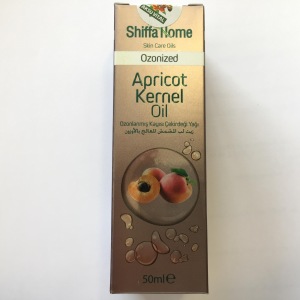 Shiffa Home
Skin Care Oils
Ozonized
Apricot
Kernel
Oil
Ozonlanmış Kayısı Çekirdeği Yağı
50ml e